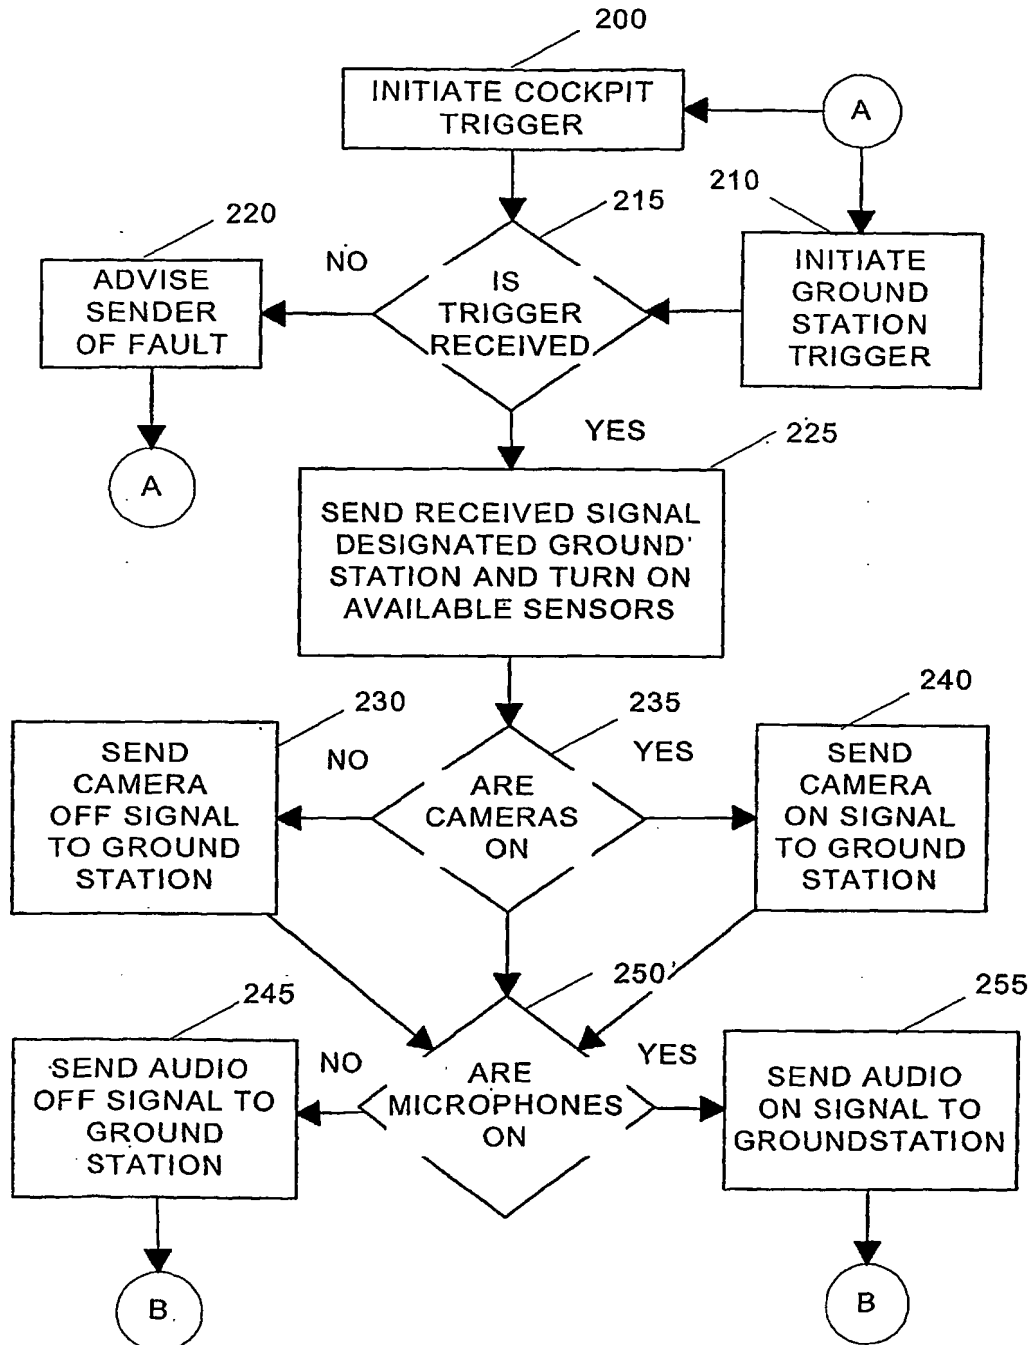 200
INITIATE COCKPIT
TRIGGER
A
210
215
220
NO
ADVISE
SENDER
OF FAULT
IS
TRIGGER
RECEIVED
INITIATE
GROUND
STATION
TRIGGER
YES
225
A
SEND RECEIVED SIGNAL
DESIGNATED GROUND
STATION AND TURN ON
AVAILABLE SENSORS
230
235
240
SEND
CAMERA
OFF SIGNAL
TO GROUND
STATION
NO
ARE
CAMERAS
ON
YES
SEND
CAMERA
ON SIGNAL
TO GROUND
STATION
245
250
255
SEND AUDIO
OFF SIGNAL TO
GROUND
STATION
NO
ARE
MICROPHONES
ON
YES
SEND AUDIO
ON SIGNAL TO
GROUNDSTATION
B
B